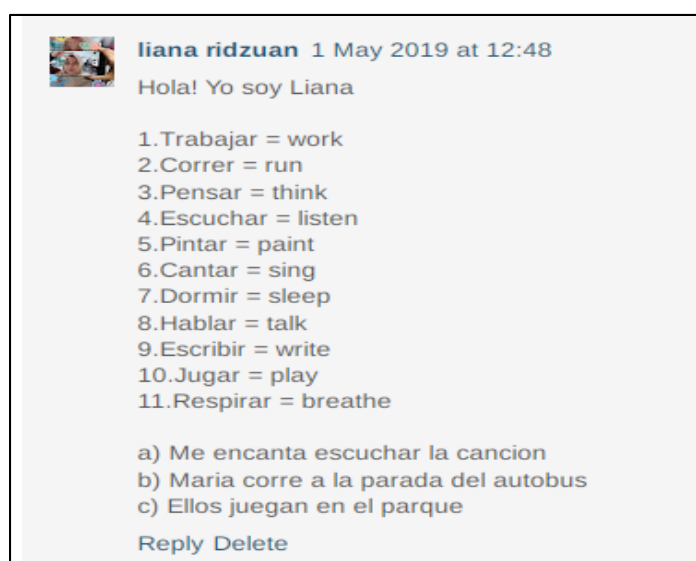 liana ridzuan 1 May 2019 at 12:48
Hola! Yo soy Liana
1.Trabajar = work
2.Correr = run
3.Pensar = think
4.Escuchar = listen
5.Pintar = paint
6.Cantar = sing
7.Dormir = sleep
8.Hablar = talk
9.Escribir = write
10.Jugar = play
11.Respirar = breathe
a) Me encanta escuchar la cancion
b) Maria corre a la parada del autobus
c) Ellos juegan en el parque
Reply Delete